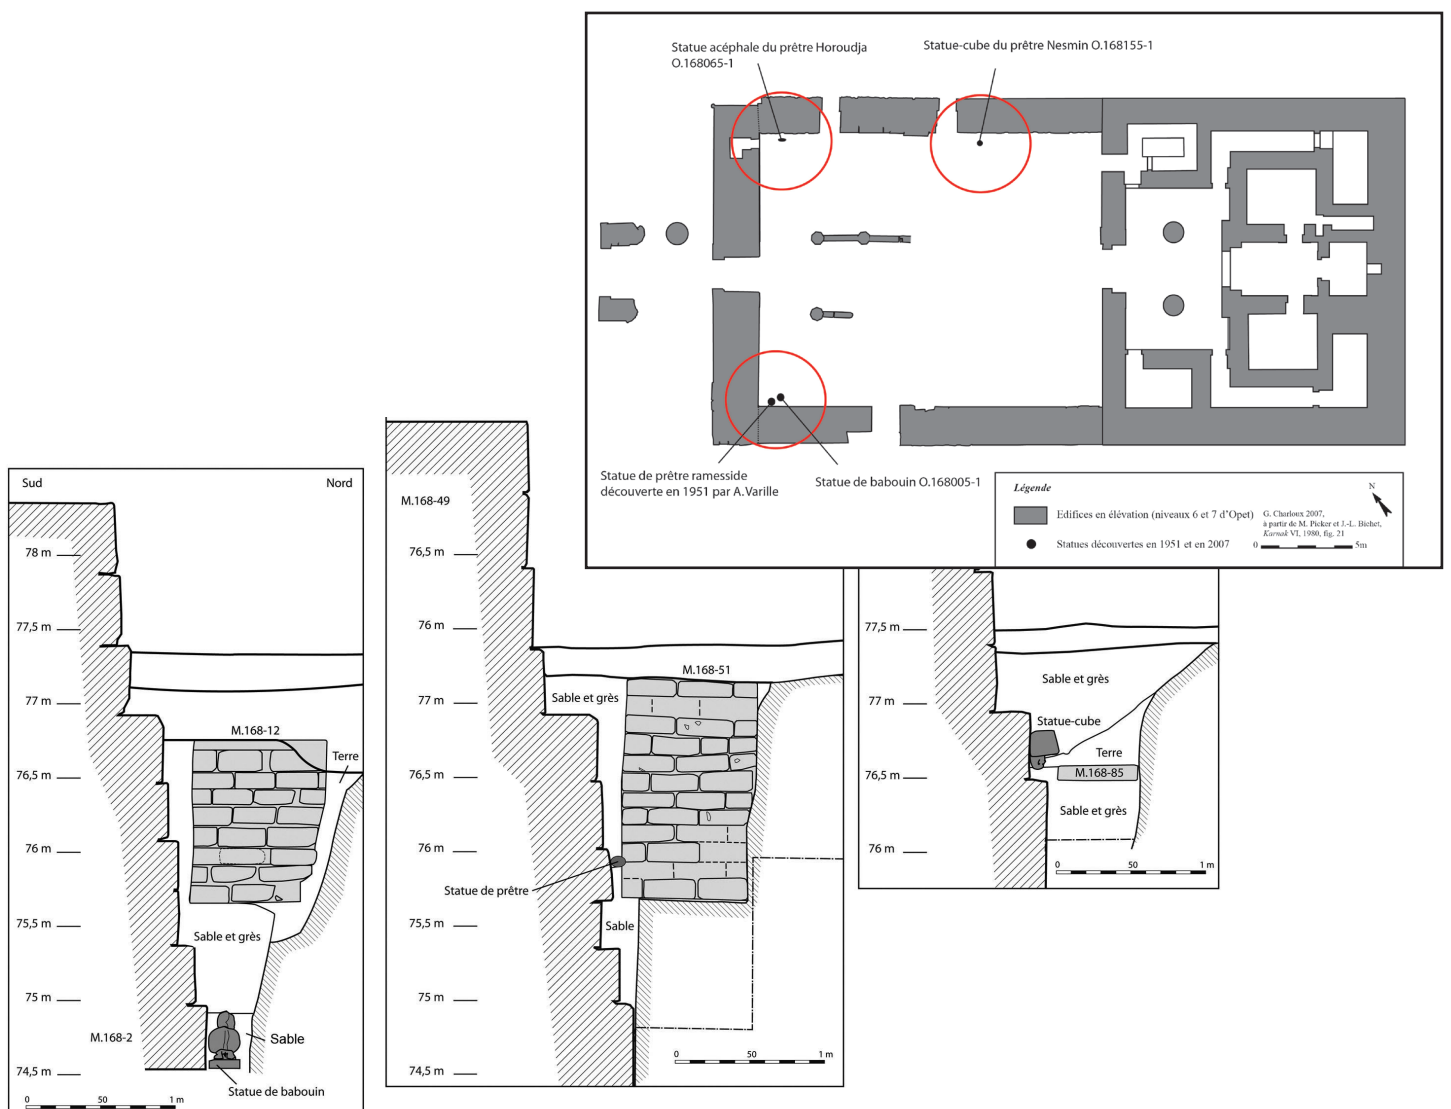 Statue acéphale du prêtre Horoudja
O.168065-1
Statue-cube du prêtre Nesmin O.168155-1
Statue de prêtre ramesside
découverte en 1951 par A.Varille
Statue de babouin O.168005-1
Légende
Edifices en élévation (niveaux 6 et 7 d'Opet)
Statues découvertes en 1951 et en 2007
G. Charloux 2007,
à partir de M. Picker et J.-L. Bichet,
Karnak VI, 1980, fig. 21
N
0 5m
Sud Nord
78 m
77,5 m
77 m
M.168-12
Terre
76,5 m
76 m
75,5 m
Sable et grès
75 m
M.168-2
Sable
74,5 m
Statue de babouin
0 50 1 m
M.168-49
76,5 m
76 m
M.168-51
Sable et grès
77 m
76,5 m
76 m
Statue de prêtre
75,5 m
Sable
75 m
74,5 m
0 50 1 m
77,5 m
Sable et grès
77 m
Statue-cube
Terre
76,5 m
M.168-85
Sable et grès
76 m
0 50 1 m